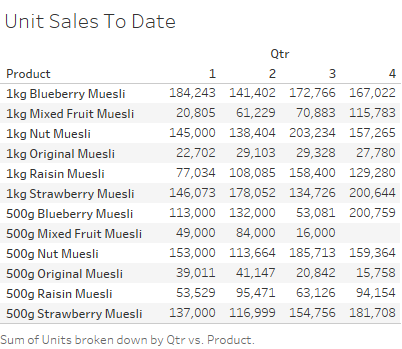 Unit Sales To Date
Qtr
Product 1 2 3 4
1kg Blueberry Muesli 184,243 141,402 172,766 167,022
1kg Mixed Fruit Muesli 20,805 61,229 70,883 115,783
1kg Nut Muesli 145,000 138,404 203,234 157,265
1kg Original Muesli 22,702 29,103 29,328 27,780
1kg Raisin Muesli 77,034 108,085 158,400 129,280
1kg Strawberry Muesli 146,073 178,052 134,726 200,644
500g Blueberry Muesli 113,000 132,000 53,081 200,759
500g Mixed Fruit Muesli 49,000 84,000 16,000
500g Nut Muesli 153,000 113,664 185,713 159,364
500g Original Muesli 39,011 41,147 20,842 15,758
500g Raisin Muesli 53,529 95,471 63,126 94,154
500g Strawberry Muesli 137,000 116,999 154,756 181,708
Sum of Units broken down by Qtr vs. Product.